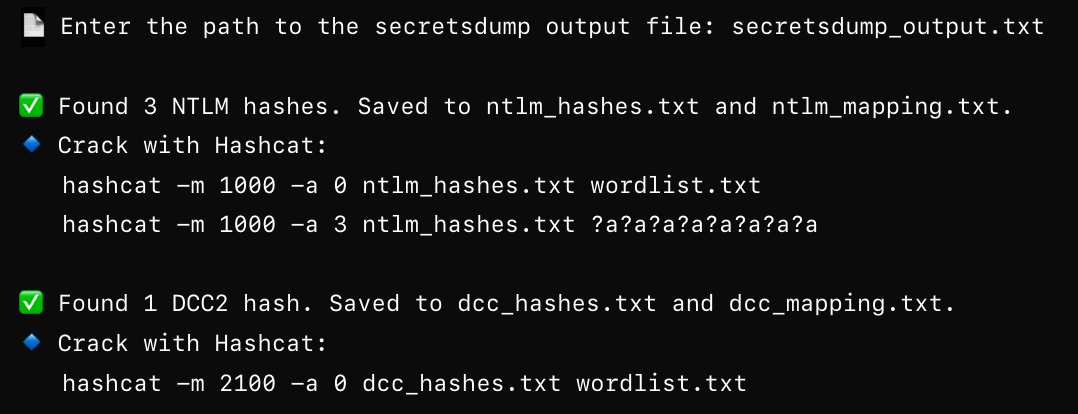 Enter the path to the secretsdump output file: secretsdump_output.txt
Found 3 NTLM hashes. Saved to ntlm_hashes.txt and ntlm_mapping.txt.
Crack with Hashcat:
hashcat –m 1000 –a 0 ntlm_hashes.txt wordlist.txt
hashcat –m 1000 –a 3 ntlm_hashes.txt ?a?a?a?a?a?a?a?a
Found 1 DCC2 hash. Saved to dcc_hashes.txt and dcc_mapping.txt.
Crack with Hashcat:
hashcat –m 2100 –a 0 dcc_hashes.txt wordlist.txt